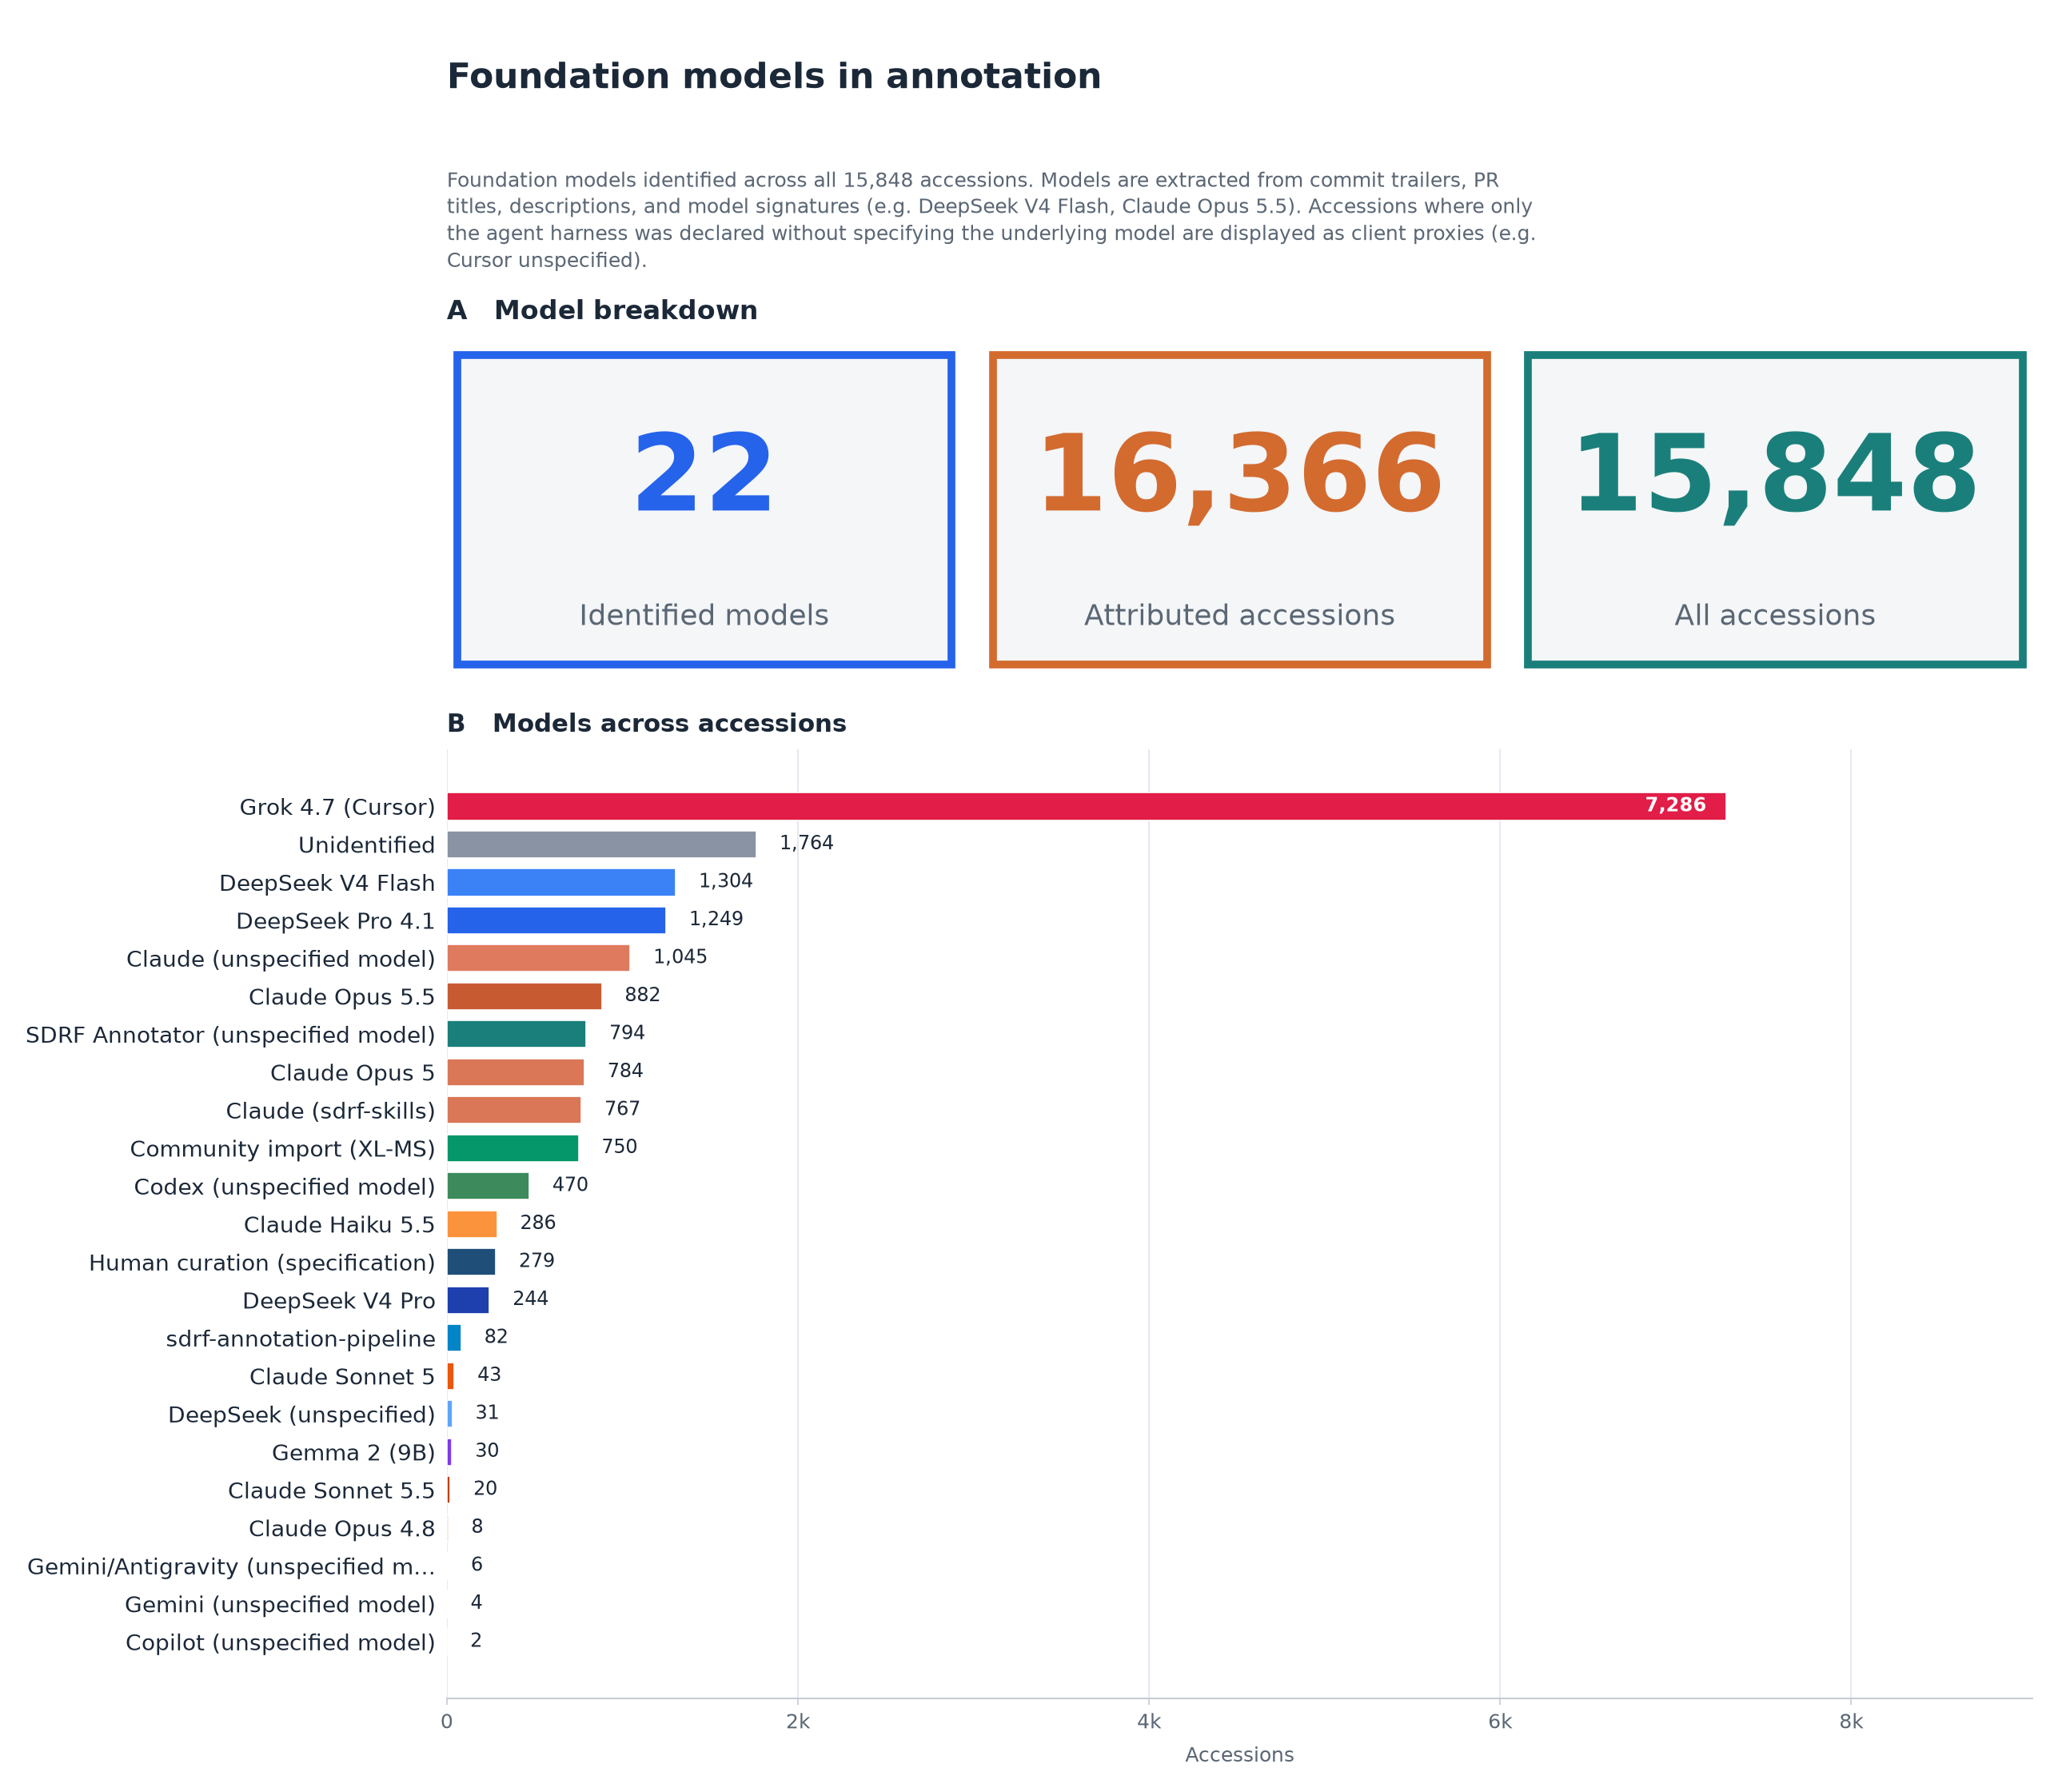 Foundation models in annotation
Foundation models identified across all 15,848 accessions. Models are extracted from commit trailers, PR
titles, descriptions, and model signatures (e.g. DeepSeek V4 Flash, Claude Opus 5.5). Accessions where only
the agent harness was declared without specifying the underlying model are displayed as client proxies (e.g.
Cursor unspecified).
A Model breakdown
22
Identified models
16,366
Attributed accessions
15,848
All accessions
B Models across accessions
Grok 4.7 (Cursor) 7,286
Unidentified 1,764
DeepSeek V4 Flash 1,304
DeepSeek Pro 4.1 1,249
Claude (unspecified model) 1,045
Claude Opus 5.5 882
SDRF Annotator (unspecified model) 794
Claude Opus 5 784
Claude (sdrf-skills) 767
Community import (XL-MS) 750
Codex (unspecified model) 470
Claude Haiku 5.5 286
Human curation (specification) 279
DeepSeek V4 Pro 244
sdrf-annotation-pipeline 82
Claude Sonnet 5 43
DeepSeek (unspecified) 31
Gemma 2 (9B) 30
Claude Sonnet 5.5 20
Claude Opus 4.8 8
Gemini/Antigravity (unspecified m... 6
Gemini (unspecified model) 4
Copilot (unspecified model) 2
0 2k 4k 6k 8k
Accessions